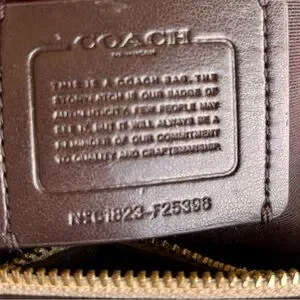 COACH
THIS IS A COACH BAG. THE
STORYPATCH IS OUR BADGE OF
AUTHENTICITY. FEW PEOPLE MAY
SEE IT BUT IT WILL ALWAYS BE A
REMINDER OF OUR COMMITMENT
TO QUALITY AND CRAFTSMANSHIP.
1823-F25396